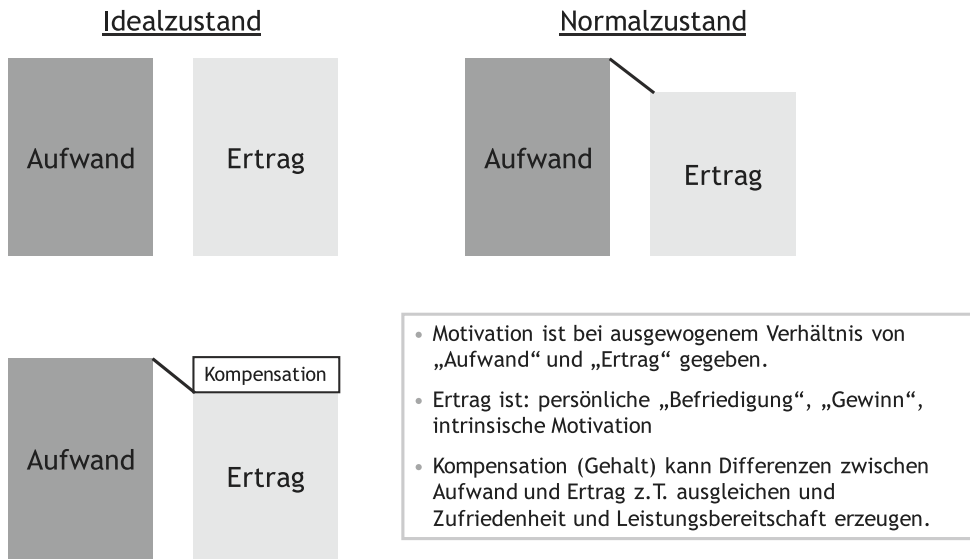 Idealzustand
Normalzustand
Aufwand
Ertrag
Aufwand
Ertrag
Kompensation
Aufwand
Ertrag
• Motivation ist bei ausgewogenem Verhältnis von
„Aufwand“ und „Ertrag“ gegeben.
• Ertrag ist: persönliche „Befriedigung“, „Gewinn“,
intrinsische Motivation
• Kompensation (Gehalt) kann Differenzen zwischen
Aufwand und Ertrag z.T. ausgleichen und
Zufriedenheit und Leistungsbereitschaft erzeugen.